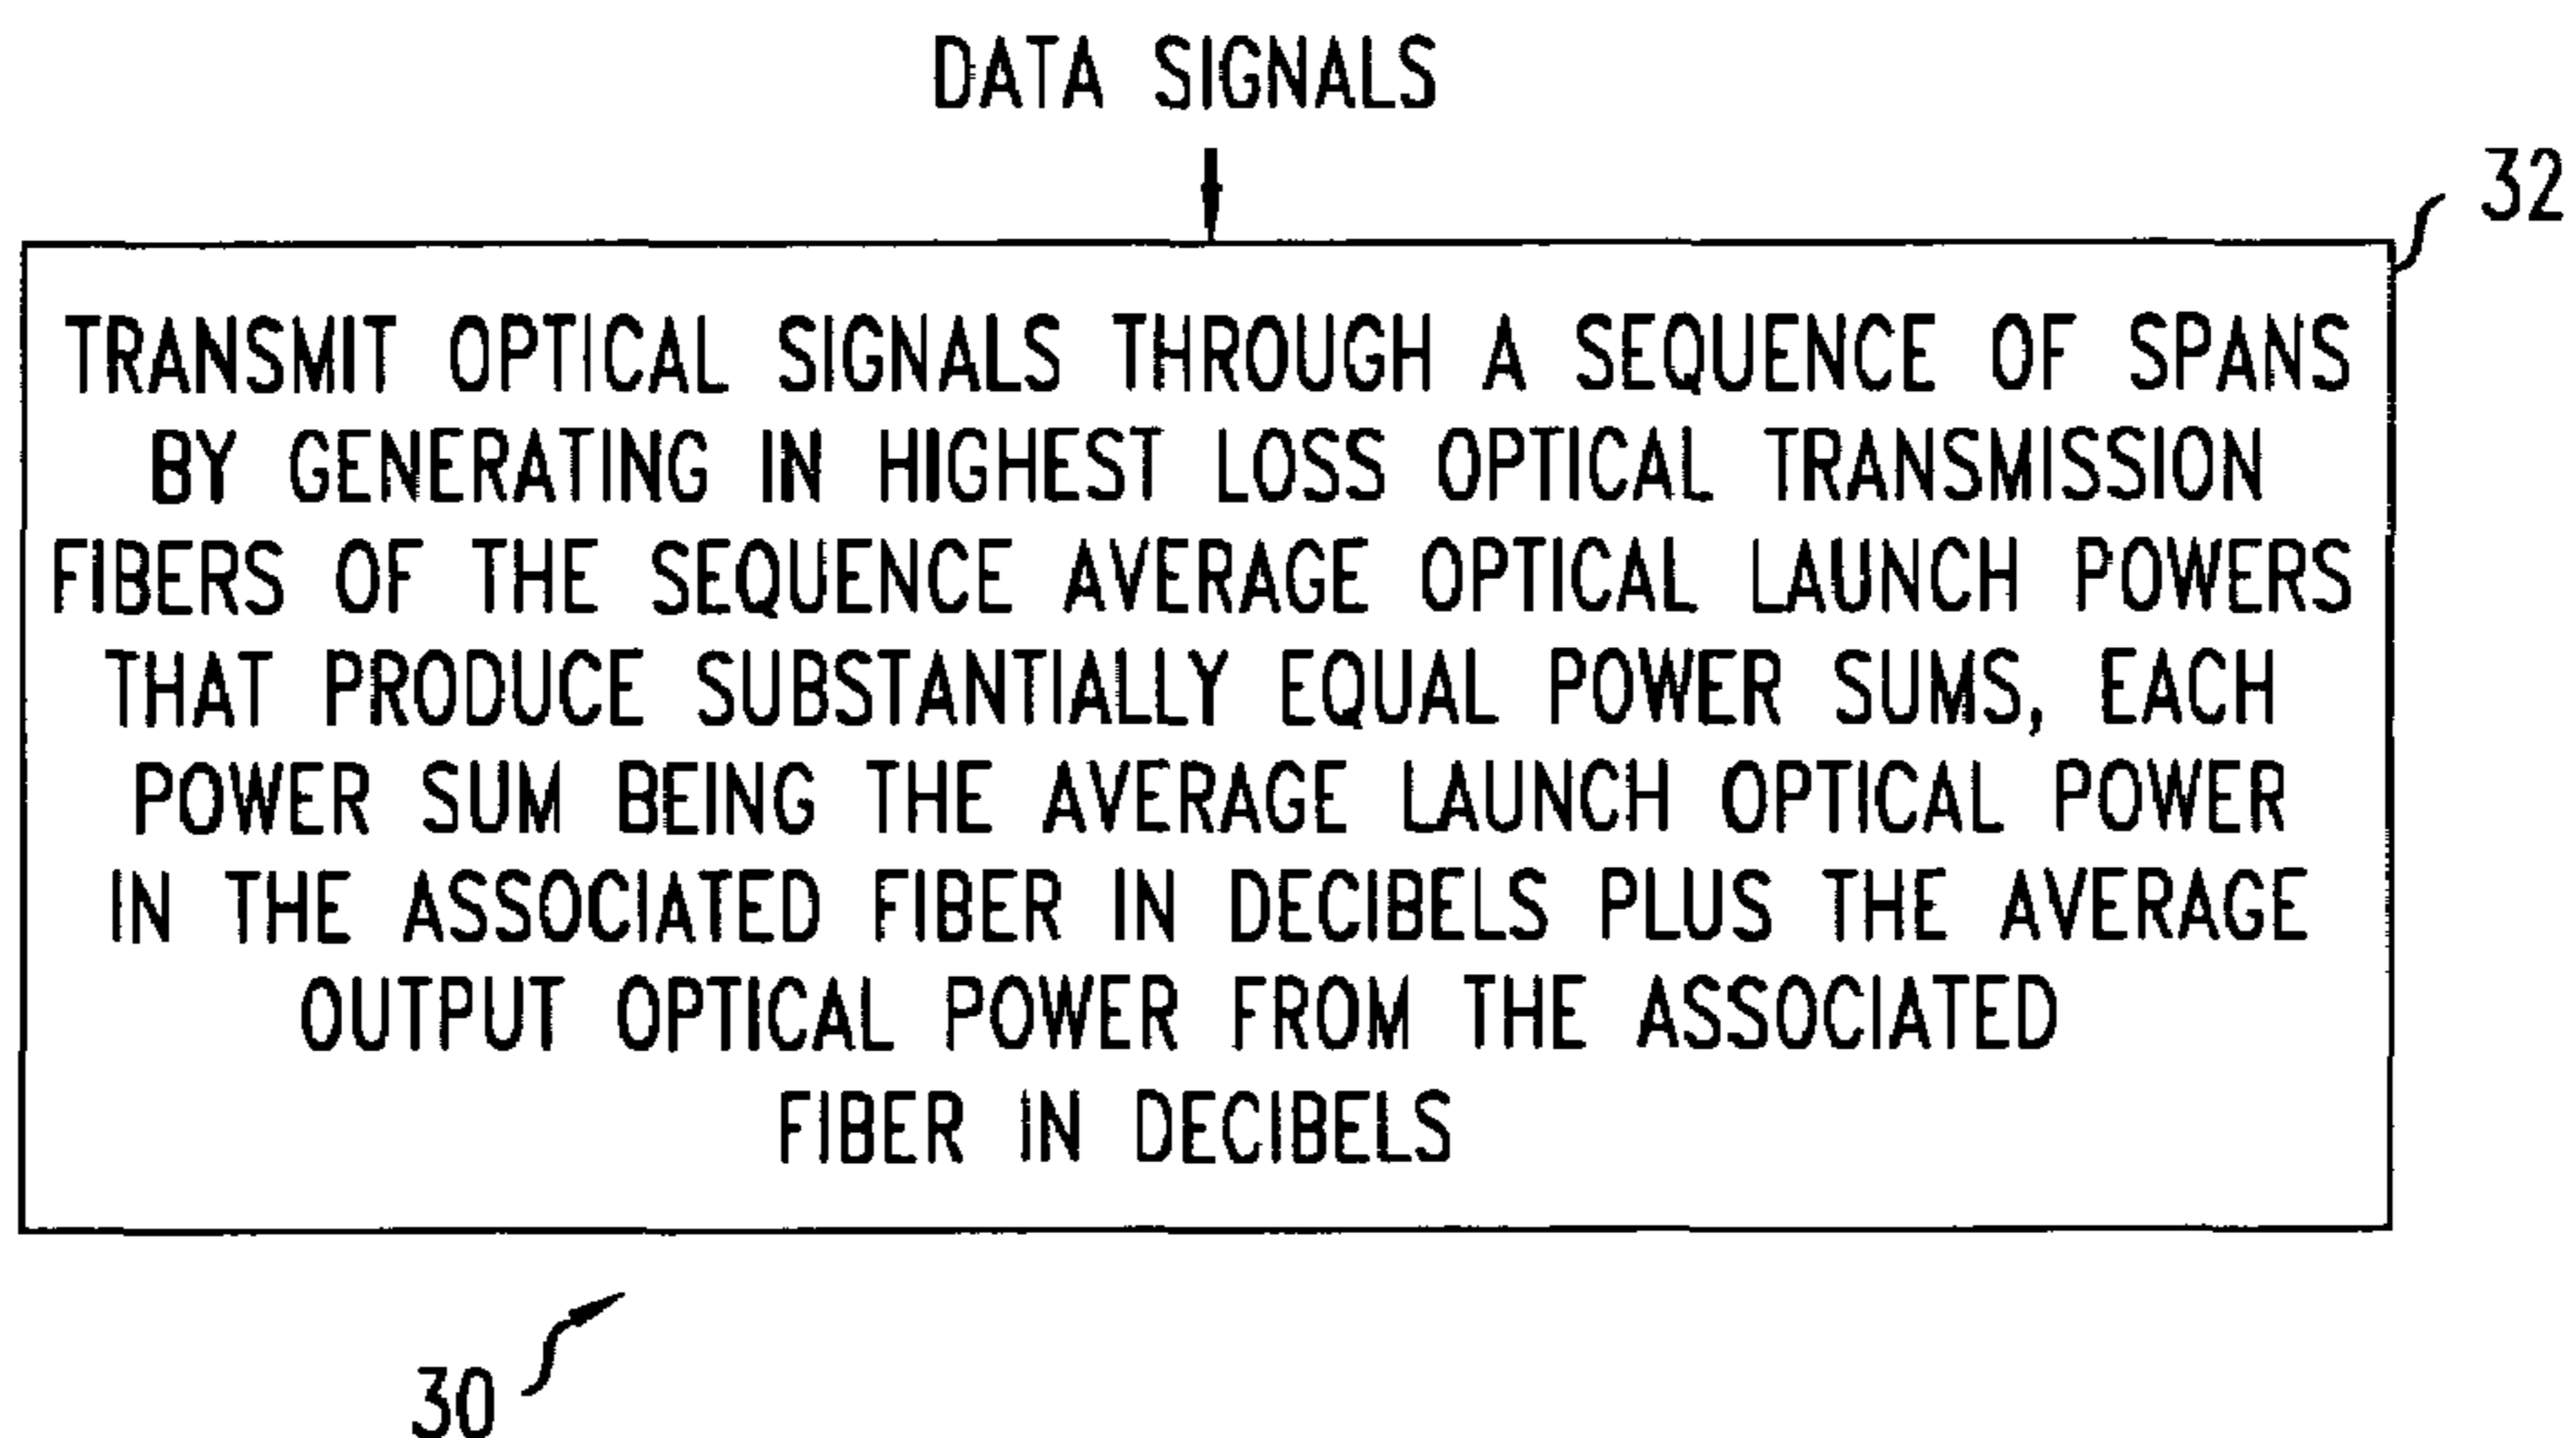 DATA SIGNALS
32
TRANSMIT OPTICAL SIGNALS THROUGH A SEQUENCE OF SPANS
BY GENERATING IN HIGHEST LOSS OPTICAL TRANSMISSION
FIBERS OF THE SEQUENCE AVERAGE OPTICAL LAUNCH POWERS
THAT PRODUCE SUBSTANTIALLY EQUAL POWER SUMS, EACH
POWER SUM BEING THE AVERAGE LAUNCH OPTICAL POWER
IN THE ASSOCIATED FIBER IN DECIBELS PLUS THE AVERAGE
OUTPUT OPTICAL POWER FROM THE ASSOCIATED
FIBER IN DECIBELS
30